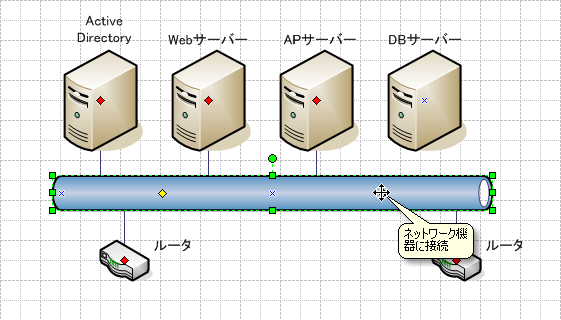 Active
Directory
Webサーバー
APサーバー
DBサーバー
ネットワーク機
器に接続
ルータ
ルータ